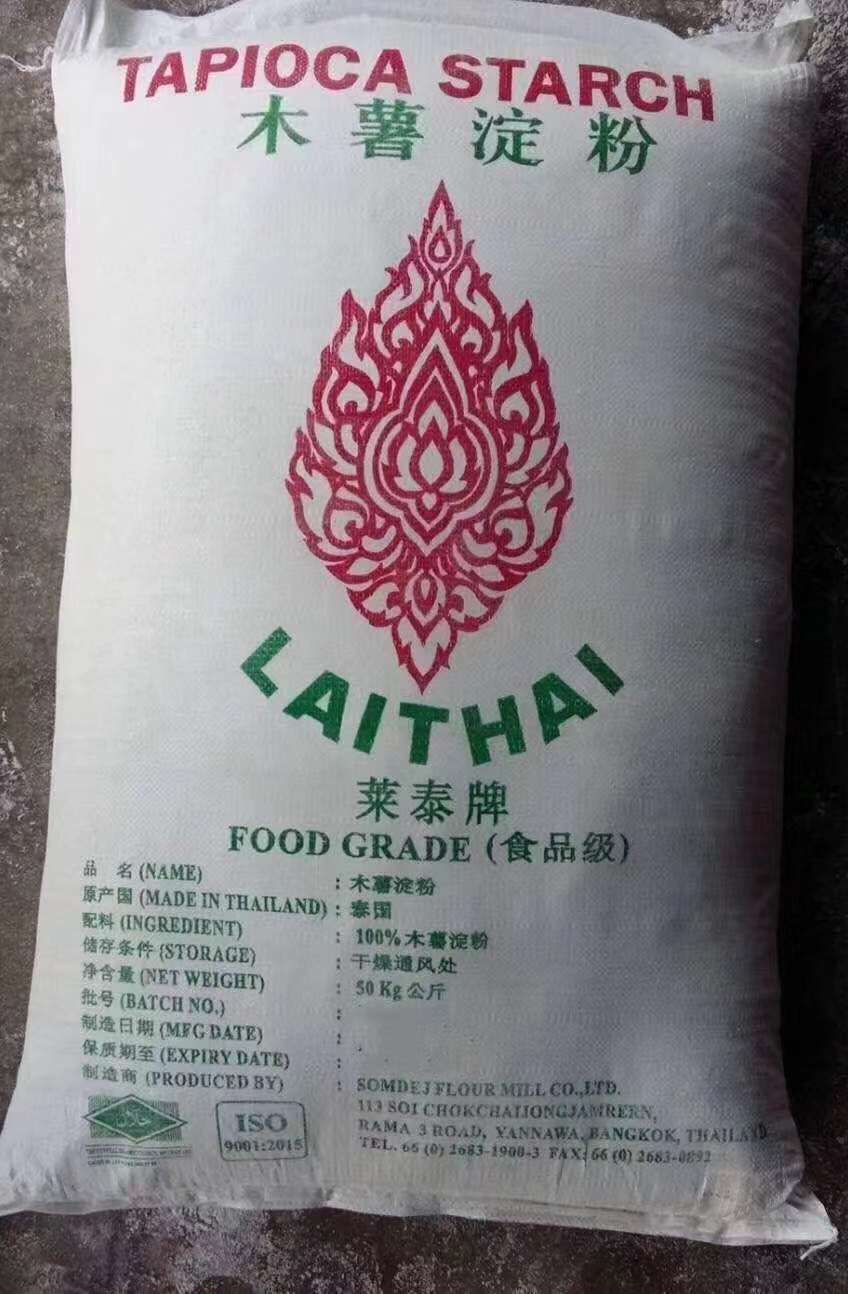 TAPIOCA STARCH
木薯淀粉
LAITHAI
莱泰牌
FOOD GRADE (食品级)
品 名 (NAME) : 木薯淀粉
原产国 (MADE IN THAILAND) : 泰国
配料 (INGREDIENT) : 100% 木薯淀粉
储存条件 (STORAGE) : 干燥通风处
净含量 (NET WEIGHT) : 50 Kg 公斤
批号 (BATCH NO.) :
制造日期 (MFG DATE) :
保质期至 (EXPIRY DATE) :
制造商 (PRODUCED BY) : SOMDEJ FLOUR MILL CO.,LTD.
113 SOI CHOKCHAIJONGJAMRERN,
RAMA 3 ROAD, YANNAWA, BANGKOK, THAILAND
TEL. 66 (0) 2683-1900-3 FAX: 66 (0) 2683-0892
ISO
9001:2015